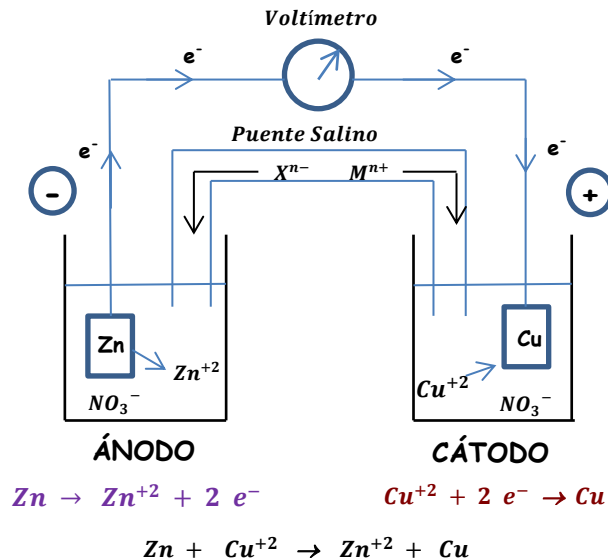 Voltímetro
e⁻ e⁻
Puente Salino
e⁻ e⁻
Xⁿ⁻ Mⁿ⁺
- +
Zn Cu
Zn⁺² Cu⁺²
NO₃⁻ NO₃⁻
ÁNODO CÁTODO
Zn → Zn⁺² + 2 e⁻ Cu⁺² + 2 e⁻ → Cu
Zn + Cu⁺² → Zn⁺² + Cu